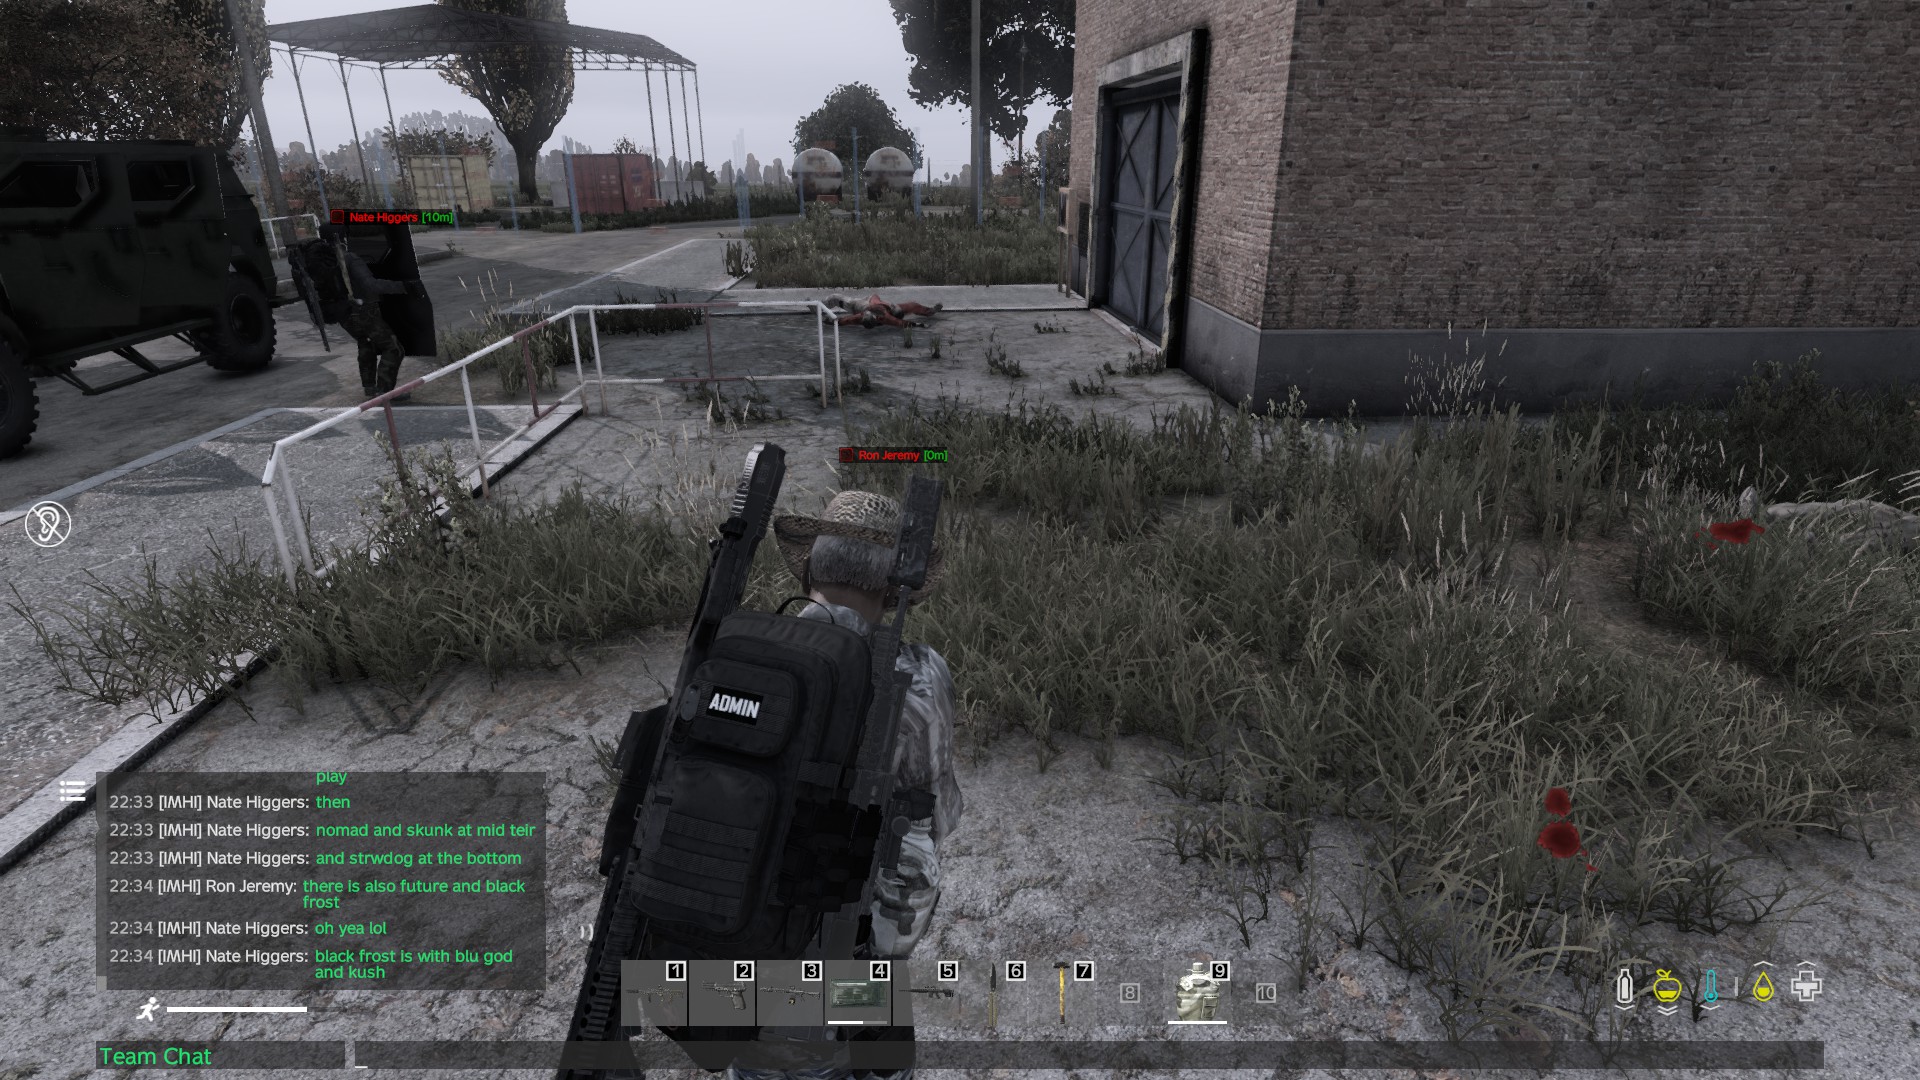 Nate Higgers [10m]
Ron Jeremy [0m]
ADMIN
play
22:33 [IMHI] Nate Higgers: then
22:33 [IMHI] Nate Higgers: nomad and skunk at mid teir
22:33 [IMHI] Nate Higgers: and strwdog at the bottom
22:34 [IMHI] Ron Jeremy: there is also future and black
frost
22:34 [IMHI] Nate Higgers: oh yea lol
22:34 [IMHI] Nate Higgers: black frost is with blu god
and kush
1 2 3 4 5 6 7 8 9 10
Team Chat